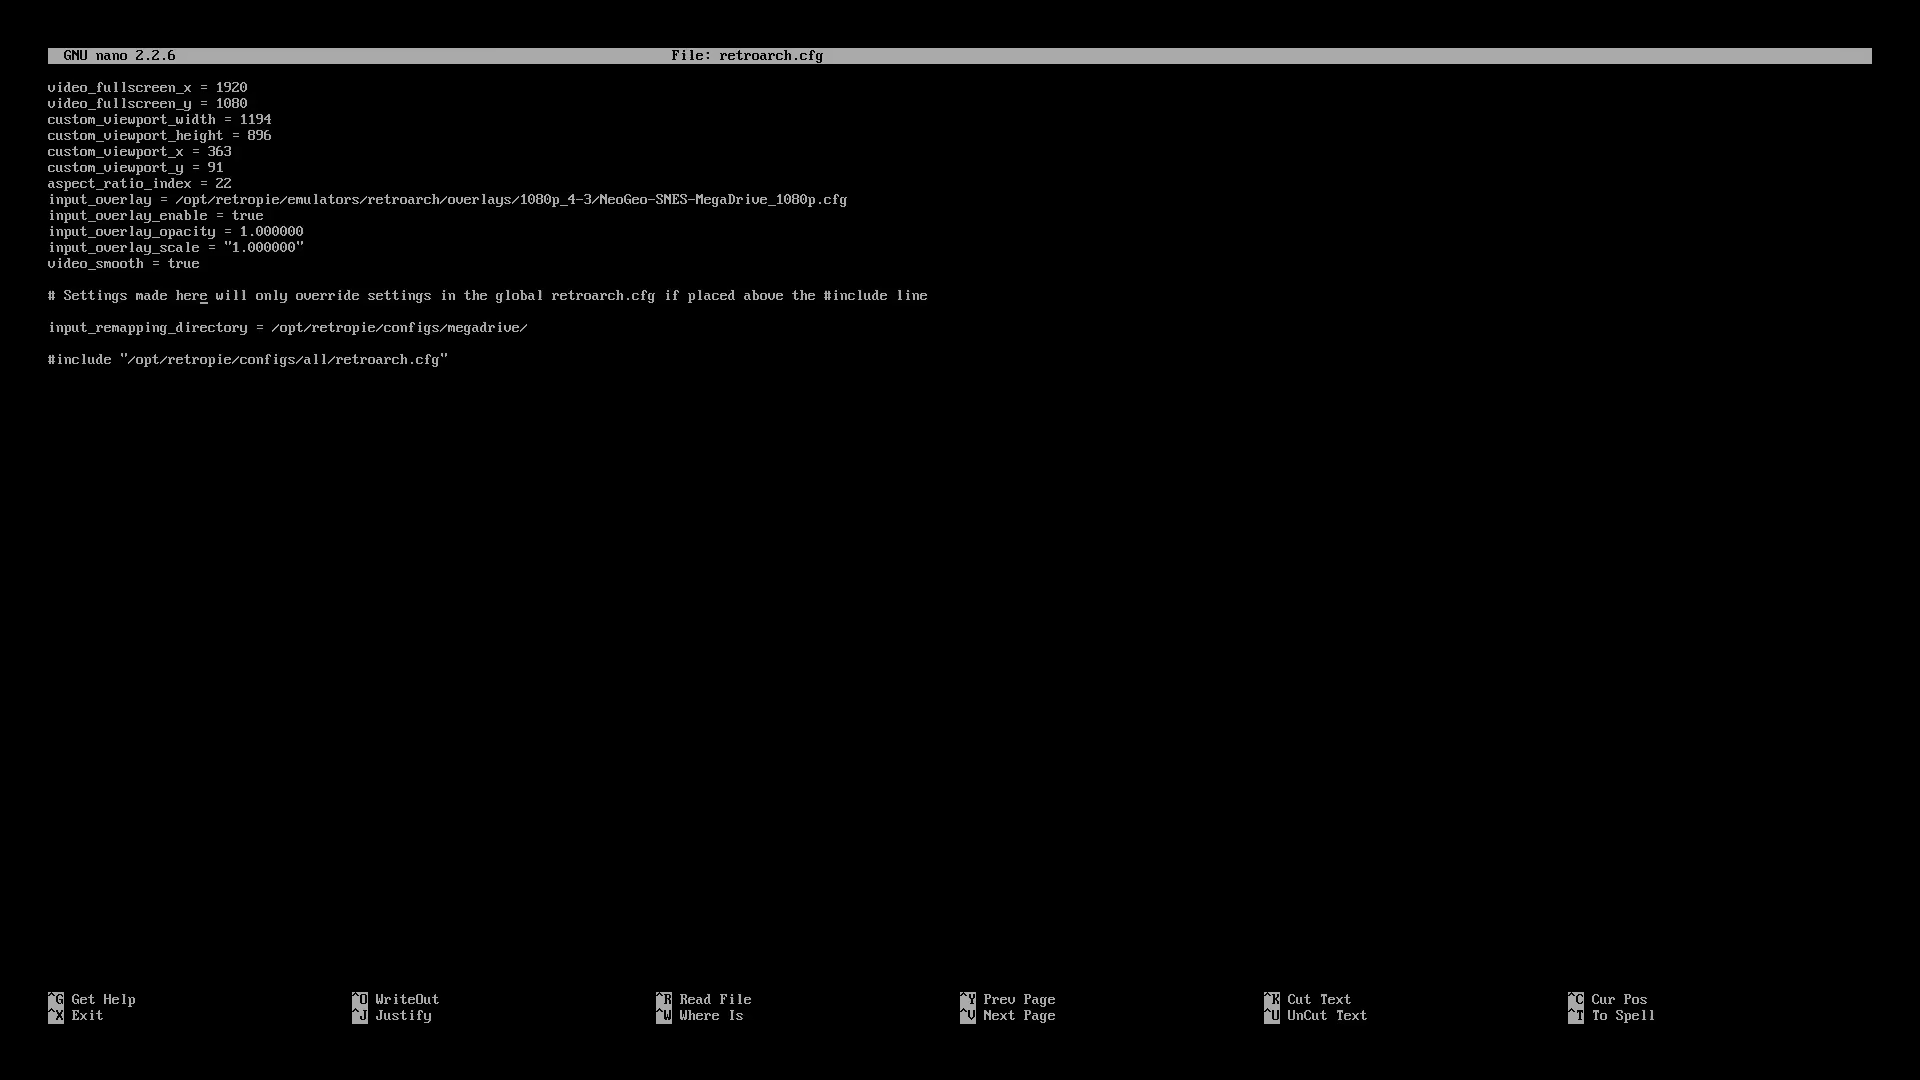 GNU nano 2.2.6 File: retroarch.cfg
video_fullscreen_x = 1920
video_fullscreen_y = 1080
custom_viewport_width = 1194
custom_viewport_height = 896
custom_viewport_x = 363
custom_viewport_y = 91
aspect_ratio_index = 22
input_overlay = /opt/retropie/emulators/retroarch/overlays/1080p_4-3/NeoGeo-SNES-MegaDrive_1080p.cfg
input_overlay_enable = true
input_overlay_opacity = 1.000000
input_overlay_scale = "1.000000"
video_smooth = true
# Settings made here will only override settings in the global retroarch.cfg if placed above the #include line
input_remapping_directory = /opt/retropie/configs/megadrive/
#include "/opt/retropie/configs/all/retroarch.cfg"
^G Get Help ^O WriteOut ^R Read File ^Y Prev Page ^K Cut Text ^C Cur Pos
^X Exit ^J Justify ^W Where Is ^V Next Page ^U UnCut Text ^T To Spell